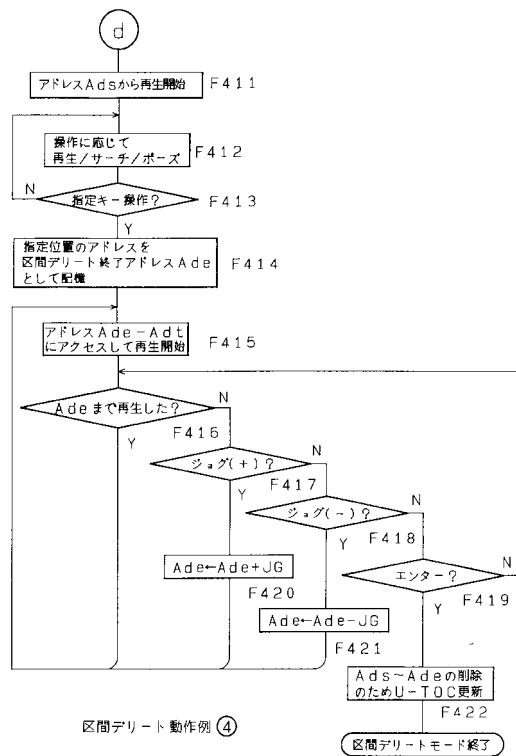 d
アドレスAdsから再生開始
F411
操作に応じて
再生/サーチ/ポーズ
F412
N
指定キー操作?
F413
Y
指定位置のアドレスを
区間デリート終了アドレスAde
として記憶
F414
アドレスAde-Adt
にアクセスして再生開始
F415
Adeまで再生した?
N
F416
Y
ジョグ(+)?
N
F417
Y
ジョグ(-)?
N
F418
Y
エンター?
N
F419
Y
Ade←Ade+JG
F420
Ade←Ade-JG
F421
Ads~Adeの削除
のためU-TOC更新
F422
区間デリート動作例④
区間デリートモード終了